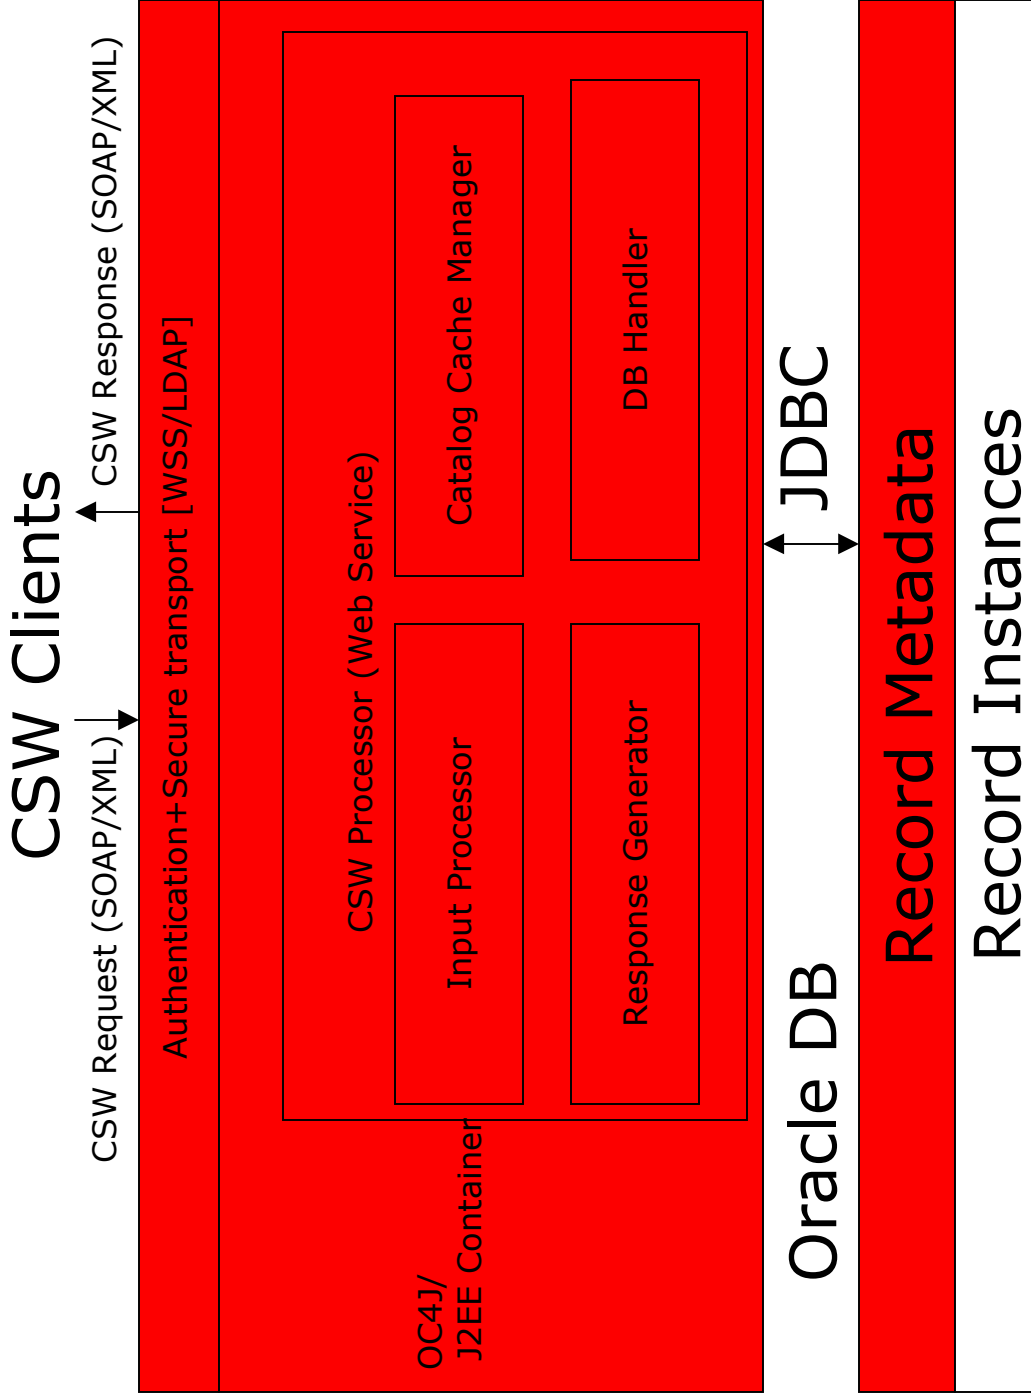 CSW Clients
CSW Request (SOAP/XML)
CSW Response (SOAP/XML)
Authentication+Secure transport [WSS/LDAP]
CSW Processor (Web Service)
OC4J/
J2EE Container
Input Processor
Catalog Cache Manager
Response Generator
DB Handler
Oracle DB
JDBC
Record Metadata
Record Instances